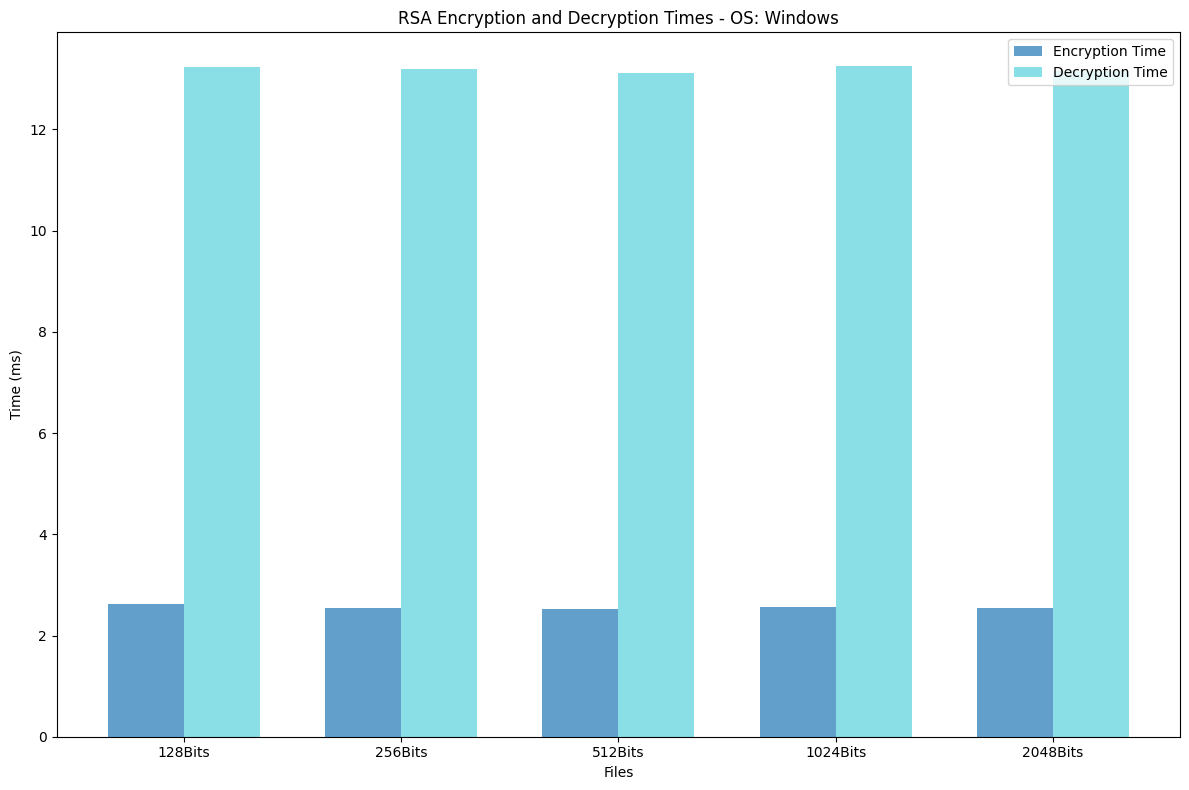 RSA Encryption and Decryption Times - OS: Windows
Encryption Time
Decryption Time
12
10
8
6
4
2
0
Time (ms)
128Bits
256Bits
512Bits
1024Bits
2048Bits
Files